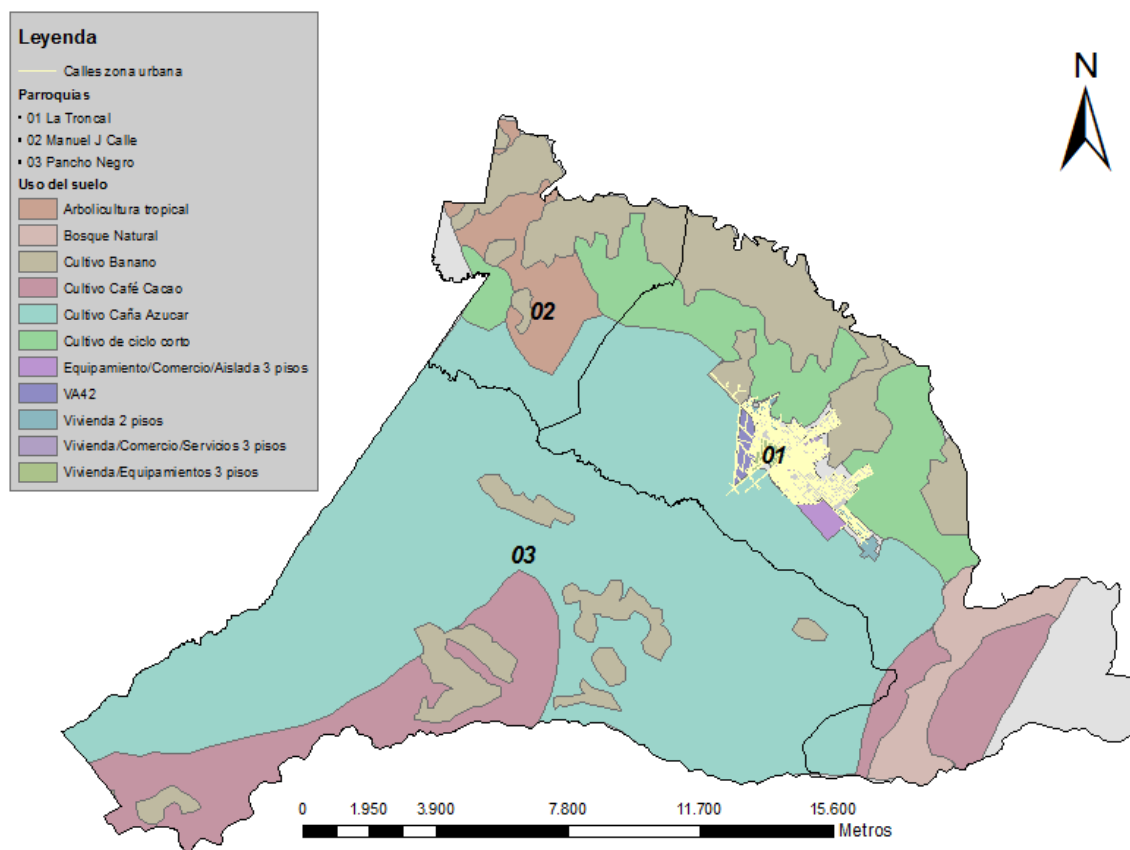 Leyenda
Calles zona urbana
Parroquias
01 La Troncal
02 Manuel J Calle
03 Pancho Negro
Uso del suelo
Arbolicultura tropical
Bosque Natural
Cultivo Banano
Cultivo Café Cacao
Cultivo Caña Azucar
Cultivo de ciclo corto
Equipamiento/Comercio/Aislada 3 pisos
VA42
Vivienda 2 pisos
Vivienda/Comercio/Servicios 3 pisos
Vivienda/Equipamientos 3 pisos
N
02
01
03
0 1.950 3.900 7.800 11.700 15.600
Metros